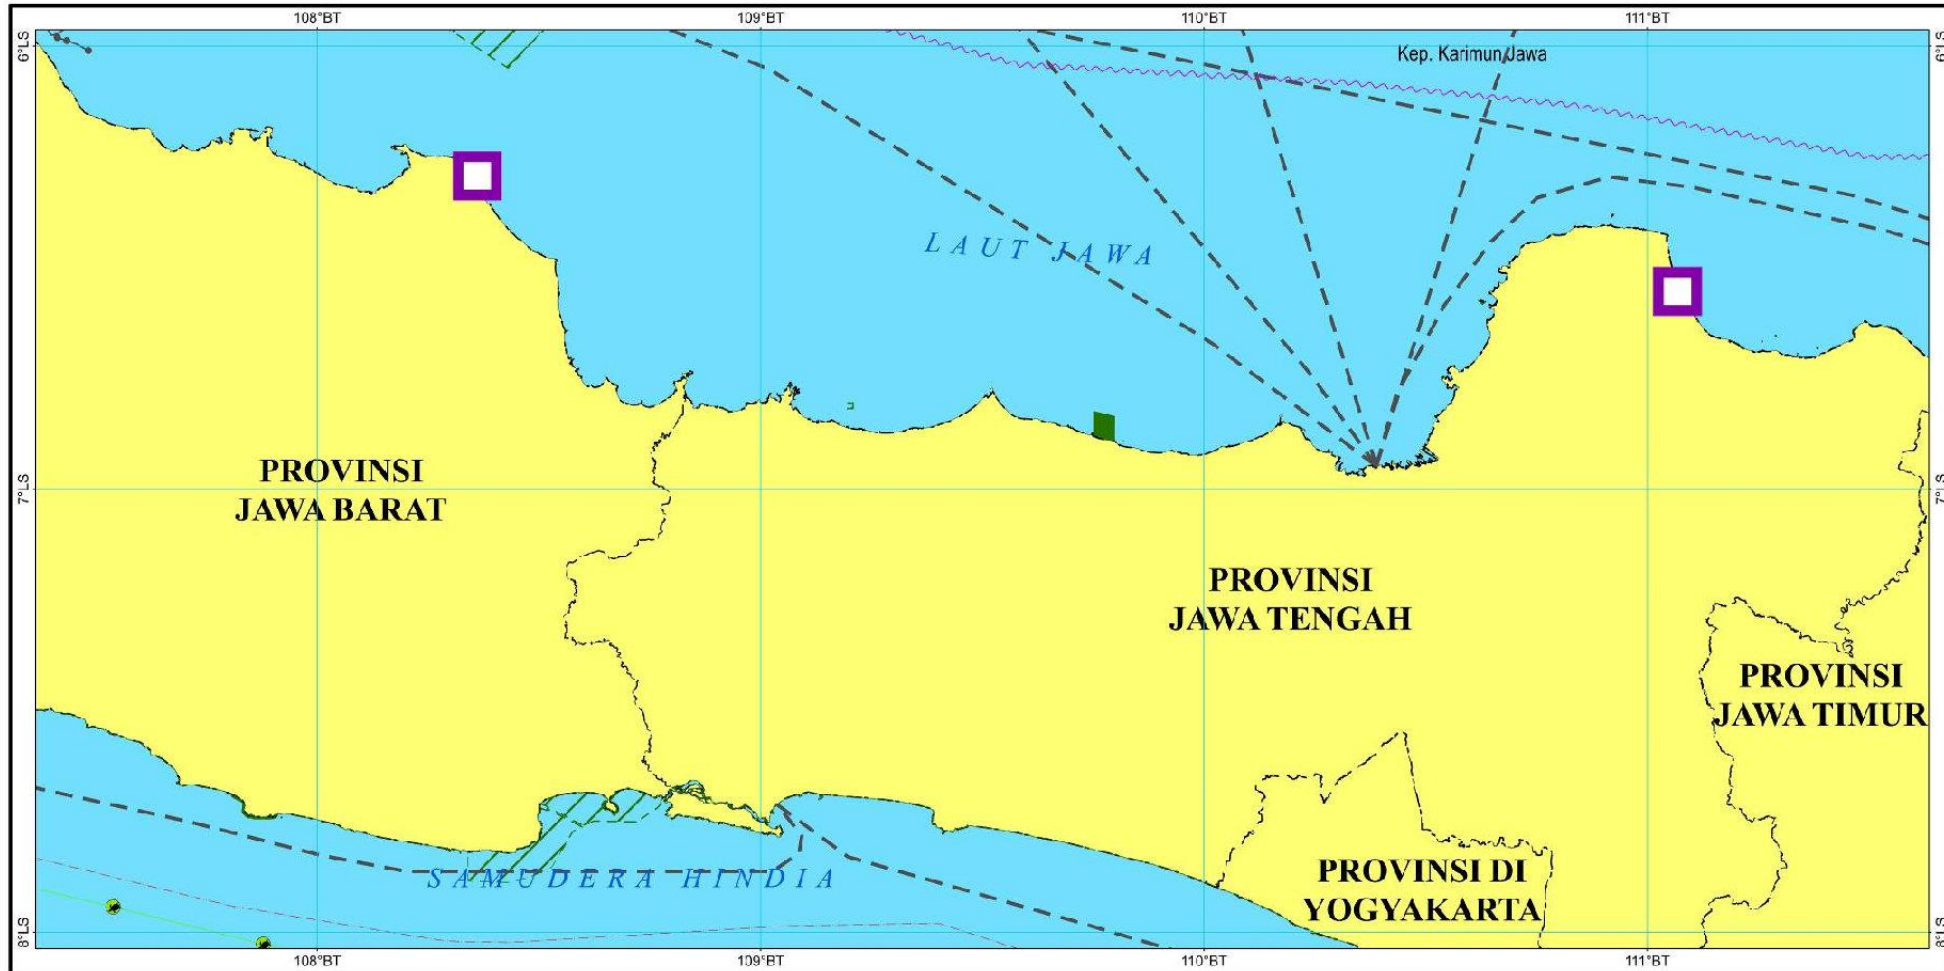 108°BT
109°BT
110°BT
111°BT
6°LS
6°LS
Kep. Karimun Jawa
LAUT JAWA
PROVINSI
JAWA BARAT
7°LS
7°LS
PROVINSI
JAWA TENGAH
PROVINSI
JAWA TIMUR
PROVINSI DI
YOGYAKARTA
SAMUDERA HINDIA
8°LS
8°LS
108°BT
109°BT
110°BT
111°BT